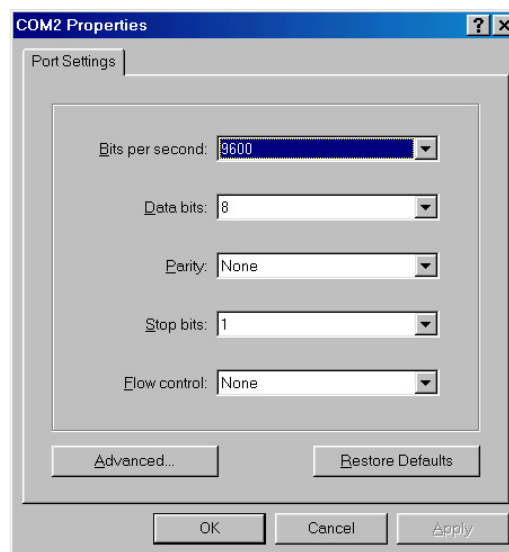 COM2 Properties
Port Settings
Bits per second: 9600
Data bits: 8
Parity: None
Stop bits: 1
Flow control: None
Advanced... Restore Defaults
OK Cancel Apply